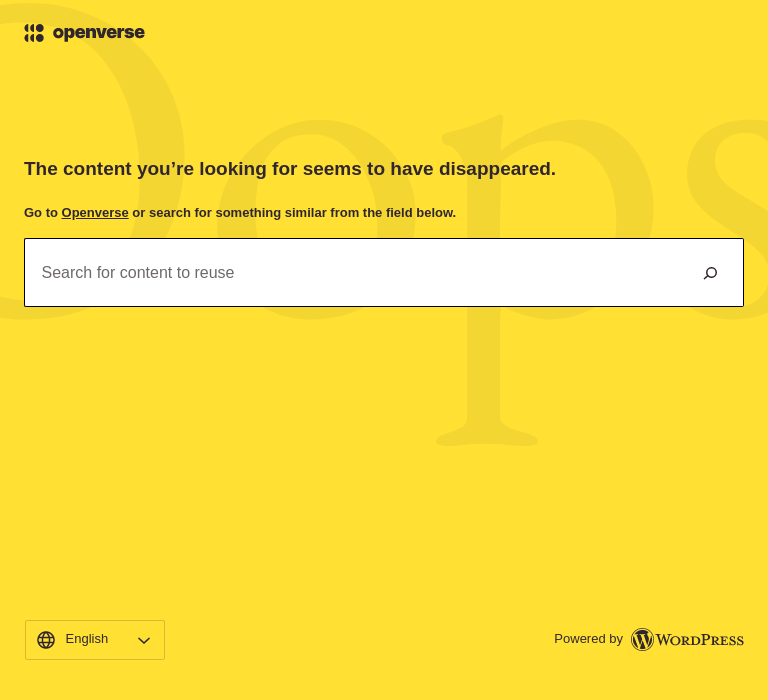 openverse
Oops
The content you’re looking for seems to have disappeared.
Go to Openverse or search for something similar from the field below.
Search for content to reuse
English
Powered by WORDPRESS